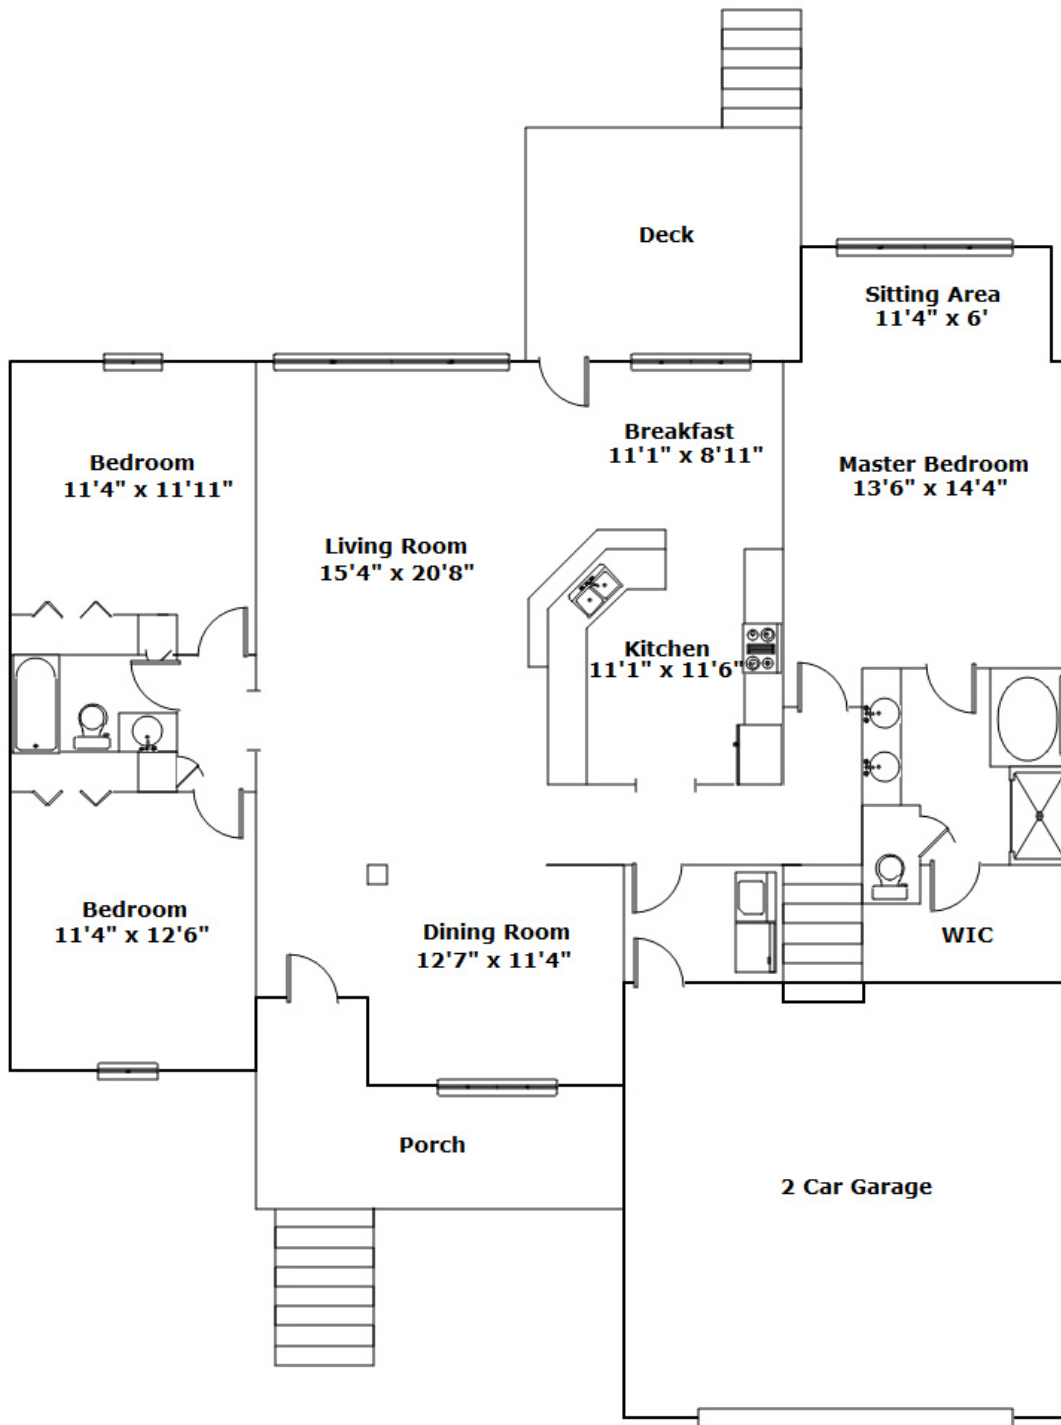 Deck
Sitting Area
11'4" x 6'
Breakfast
11'1" x 8'11"
Bedroom
11'4" x 11'11"
Master Bedroom
13'6" x 14'4"
Living Room
15'4" x 20'8"
Kitchen
11'1" x 11'6"
Bedroom
11'4" x 12'6"
Dining Room
12'7" x 11'4"
WIC
Porch
2 Car Garage